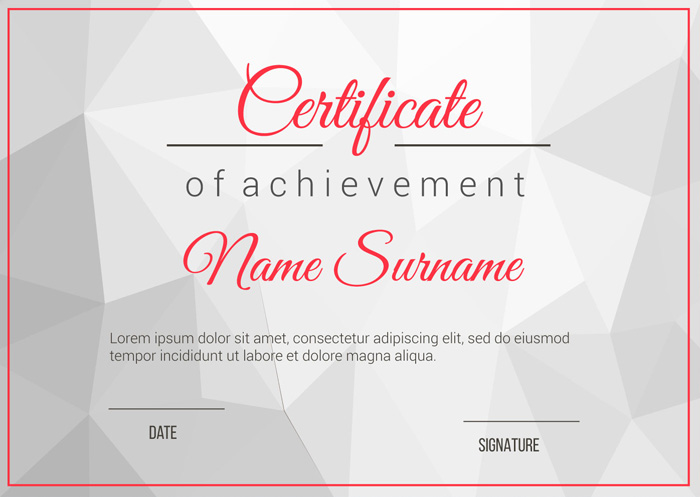 Certificate
of achievement
Name Surname
Lorem ipsum dolor sit amet, consectetur adipiscing elit, sed do eiusmod
tempor incididunt ut labore et dolore magna aliqua.
DATE
SIGNATURE